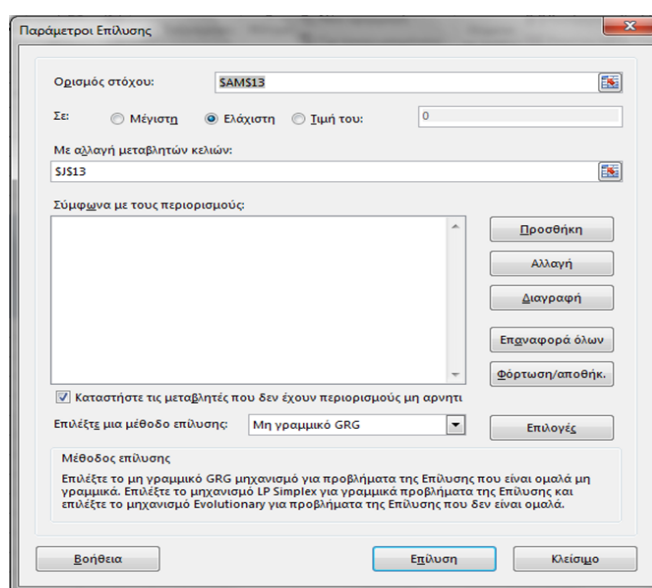 Παράμετροι Επίλυσης
Ορισμός στόχου: $AM$13
Σε: Μέγιστη Ελάχιστη Τιμή του: 0
Με αλλαγή μεταβλητών κελιών:
$J$13
Σύμφωνα με τους περιορισμούς:
Προσθήκη
Αλλαγή
Διαγραφή
Επαναφορά όλων
Φόρτωση/αποθήκ.
Καταστήστε τις μεταβλητές που δεν έχουν περιορισμούς μη αρνητι
Επιλέξτε μια μέθοδο επίλυσης: Μη γραμμικό GRG Επιλογές
Μέθοδος επίλυσης
Επιλέξτε το μη γραμμικό GRG μηχανισμό για προβλήματα της Επίλυσης που είναι ομαλά μη
γραμμικά. Επιλέξτε το μηχανισμό LP Simplex για γραμμικά προβλήματα της Επίλυσης και
επιλέξτε το μηχανισμό Evolutionary για προβλήματα της Επίλυσης που δεν είναι ομαλά.
Βοήθεια Επίλυση Κλείσιμο